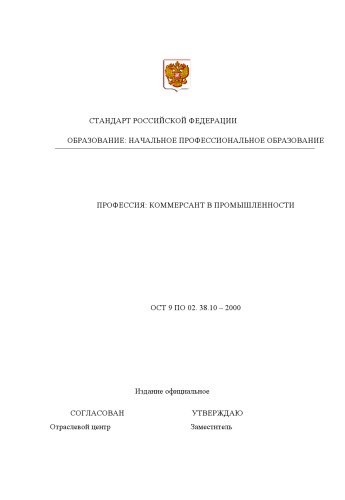 СТАНДАРТ РОССИЙСКОЙ ФЕДЕРАЦИИ
ОБРАЗОВАНИЕ: НАЧАЛЬНОЕ ПРОФЕССИОНАЛЬНОЕ ОБРАЗОВАНИЕ
ПРОФЕССИЯ: КОММЕРСАНТ В ПРОМЫШЛЕННОСТИ
ОСТ 9 ПО 02. 38.10 – 2000
Издание официальное
СОГЛАСОВАН УТВЕРЖДАЮ
Отраслевой центр Заместитель